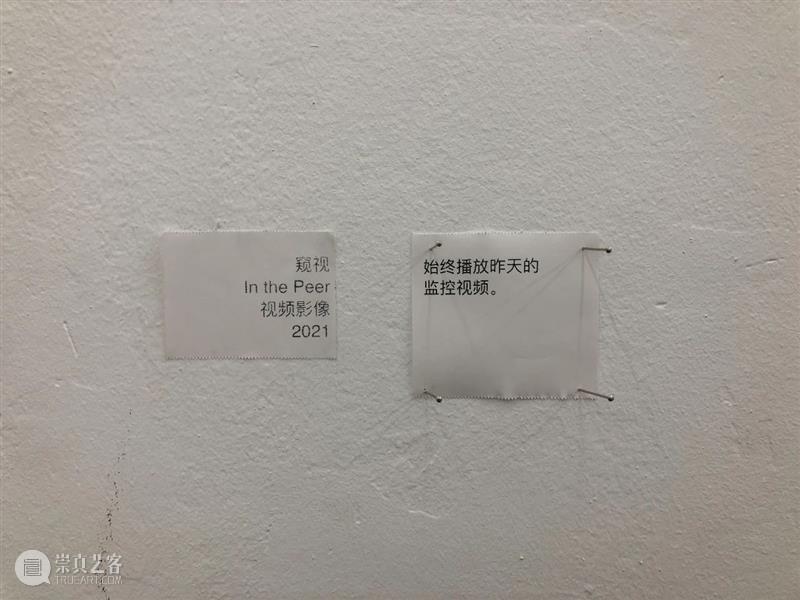 窥视
In the Peer
视频影像
2021
始终播放昨天的
监控视频。
崇真艺客
TRUEART.COM